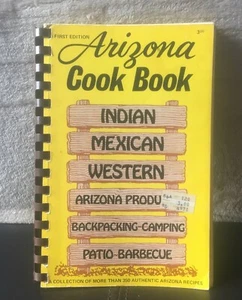 FIRST EDITION
Arizona
Cook Book
INDIAN
MEXICAN
WESTERN
ARIZONA PRODU
BACKPACKING-CAMPING
PATIO-BARBECUE
A COLLECTION OF MORE THAN 350 AUTHENTIC ARIZONA RECIPES